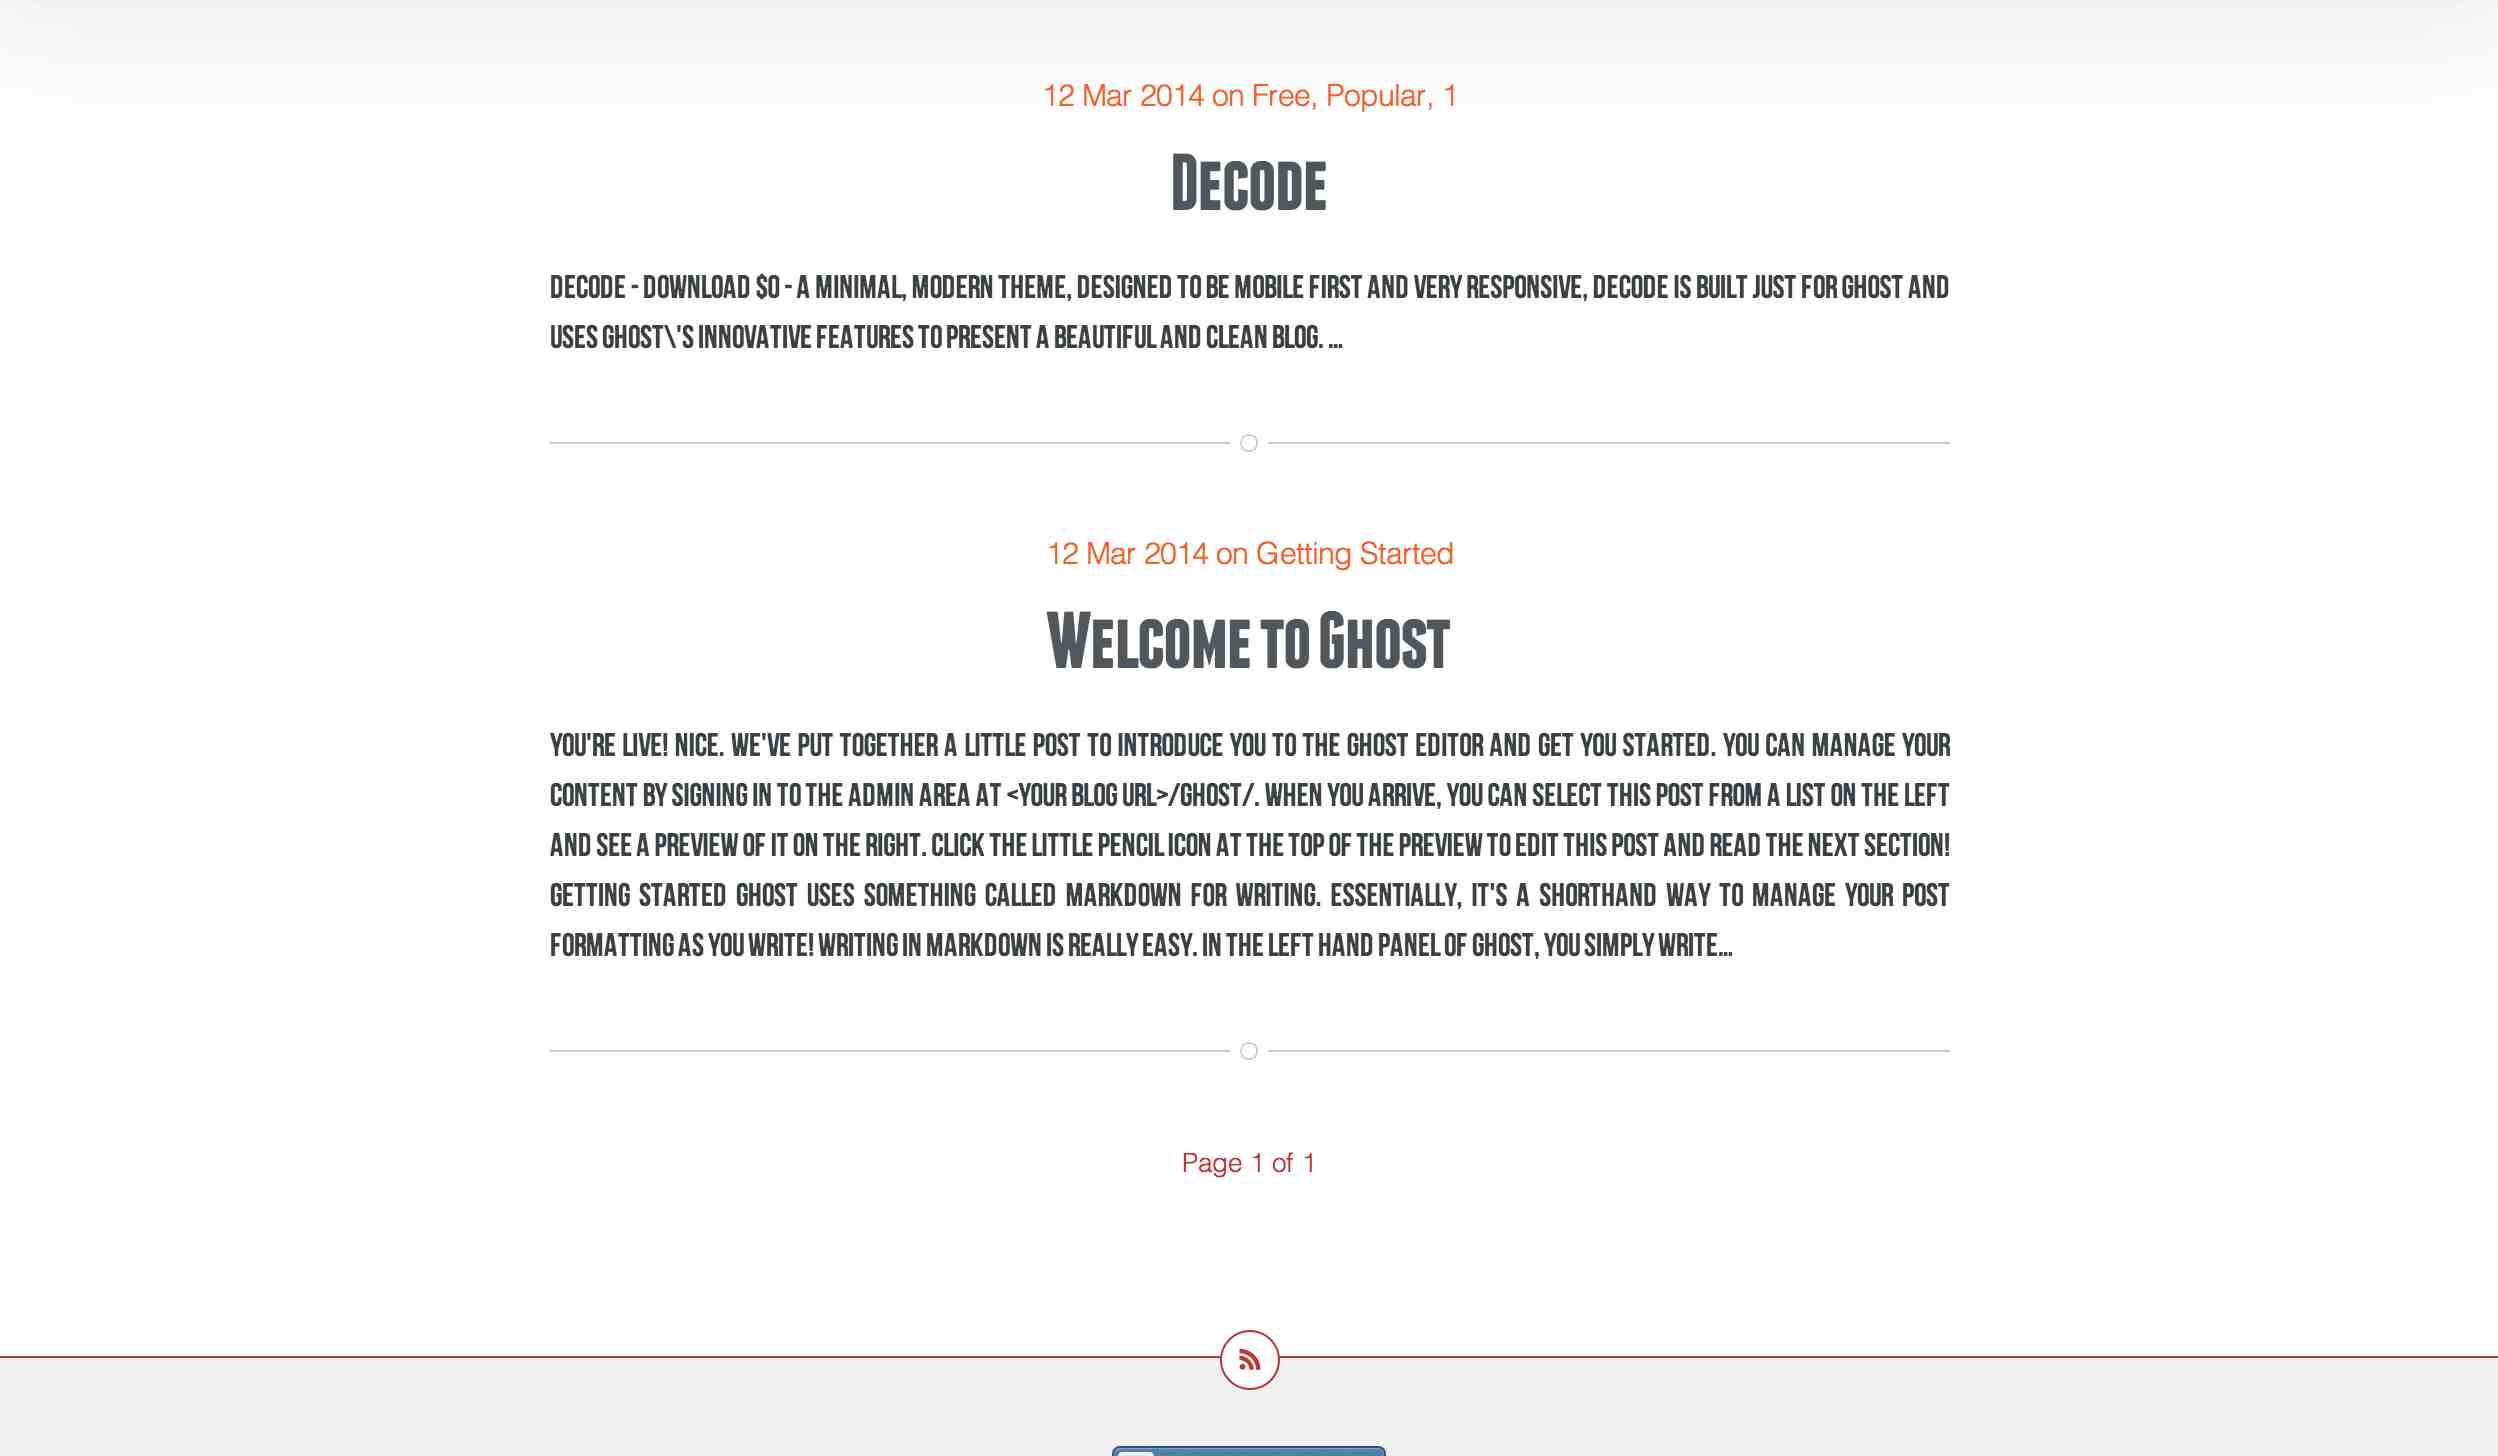 12 Mar 2014 on Free, Popular, 1
Decode
DECODE - DOWNLOAD $0 - A MINIMAL, MODERN THEME, DESIGNED TO BE MOBILE FIRST AND VERY RESPONSIVE, DECODE IS BUILT JUST FOR GHOST AND
USES GHOST\'S INNOVATIVE FEATURES TO PRESENT A BEAUTIFUL AND CLEAN BLOG. ...
12 Mar 2014 on Getting Started
Welcome to Ghost
YOU'RE LIVE! NICE. WE'VE PUT TOGETHER A LITTLE POST TO INTRODUCE YOU TO THE GHOST EDITOR AND GET YOU STARTED. YOU CAN MANAGE YOUR
CONTENT BY SIGNING IN TO THE ADMIN AREA AT <YOUR BLOG URL>/GHOST/. WHEN YOU ARRIVE, YOU CAN SELECT THIS POST FROM A LIST ON THE LEFT
AND SEE A PREVIEW OF IT ON THE RIGHT. CLICK THE LITTLE PENCIL ICON AT THE TOP OF THE PREVIEW TO EDIT THIS POST AND READ THE NEXT SECTION!
GETTING STARTED GHOST USES SOMETHING CALLED MARKDOWN FOR WRITING. ESSENTIALLY, IT'S A SHORTHAND WAY TO MANAGE YOUR POST
FORMATTING AS YOU WRITE! WRITING IN MARKDOWN IS REALLY EASY. IN THE LEFT HAND PANEL OF GHOST, YOU SIMPLY WRITE...
Page 1 of 1